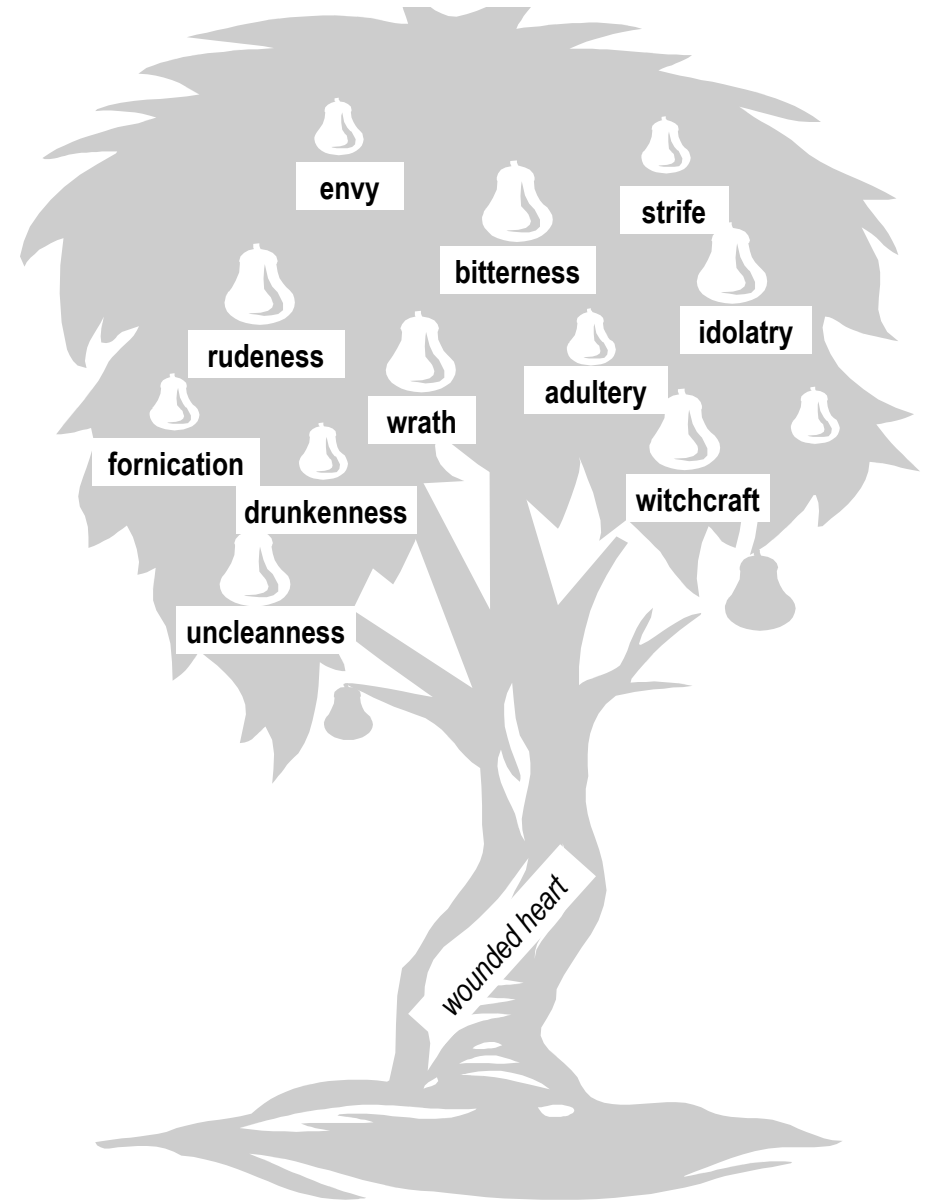 envy
strife
bitterness
idolatry
rudeness
adultery
wrath
fornication
witchcraft
drunkenness
uncleanness
wounded heart